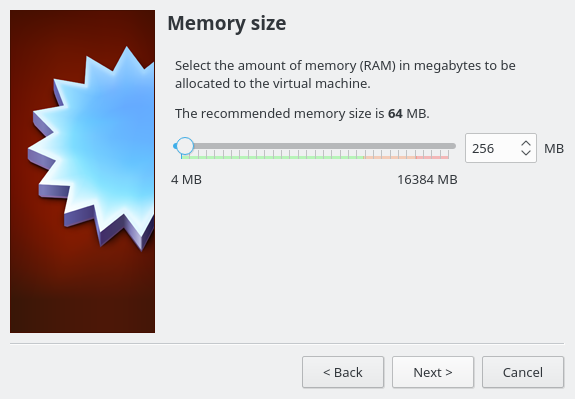 Memory size
Select the amount of memory (RAM) in megabytes to be
allocated to the virtual machine.
The recommended memory size is 64 MB.
256 MB
4 MB 16384 MB
< Back Next > Cancel